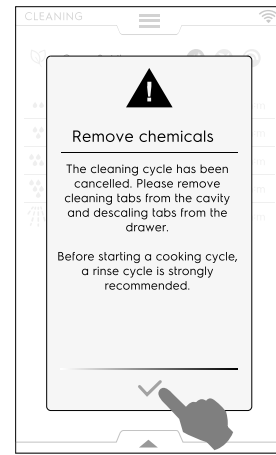 CLEANING
Remove chemicals
The cleaning cycle has been
cancelled. Please remove
cleaning tabs from the cavity
and descaling tabs from the
drawer.
Before starting a cooking cycle,
a rinse cycle is strongly
recommended.